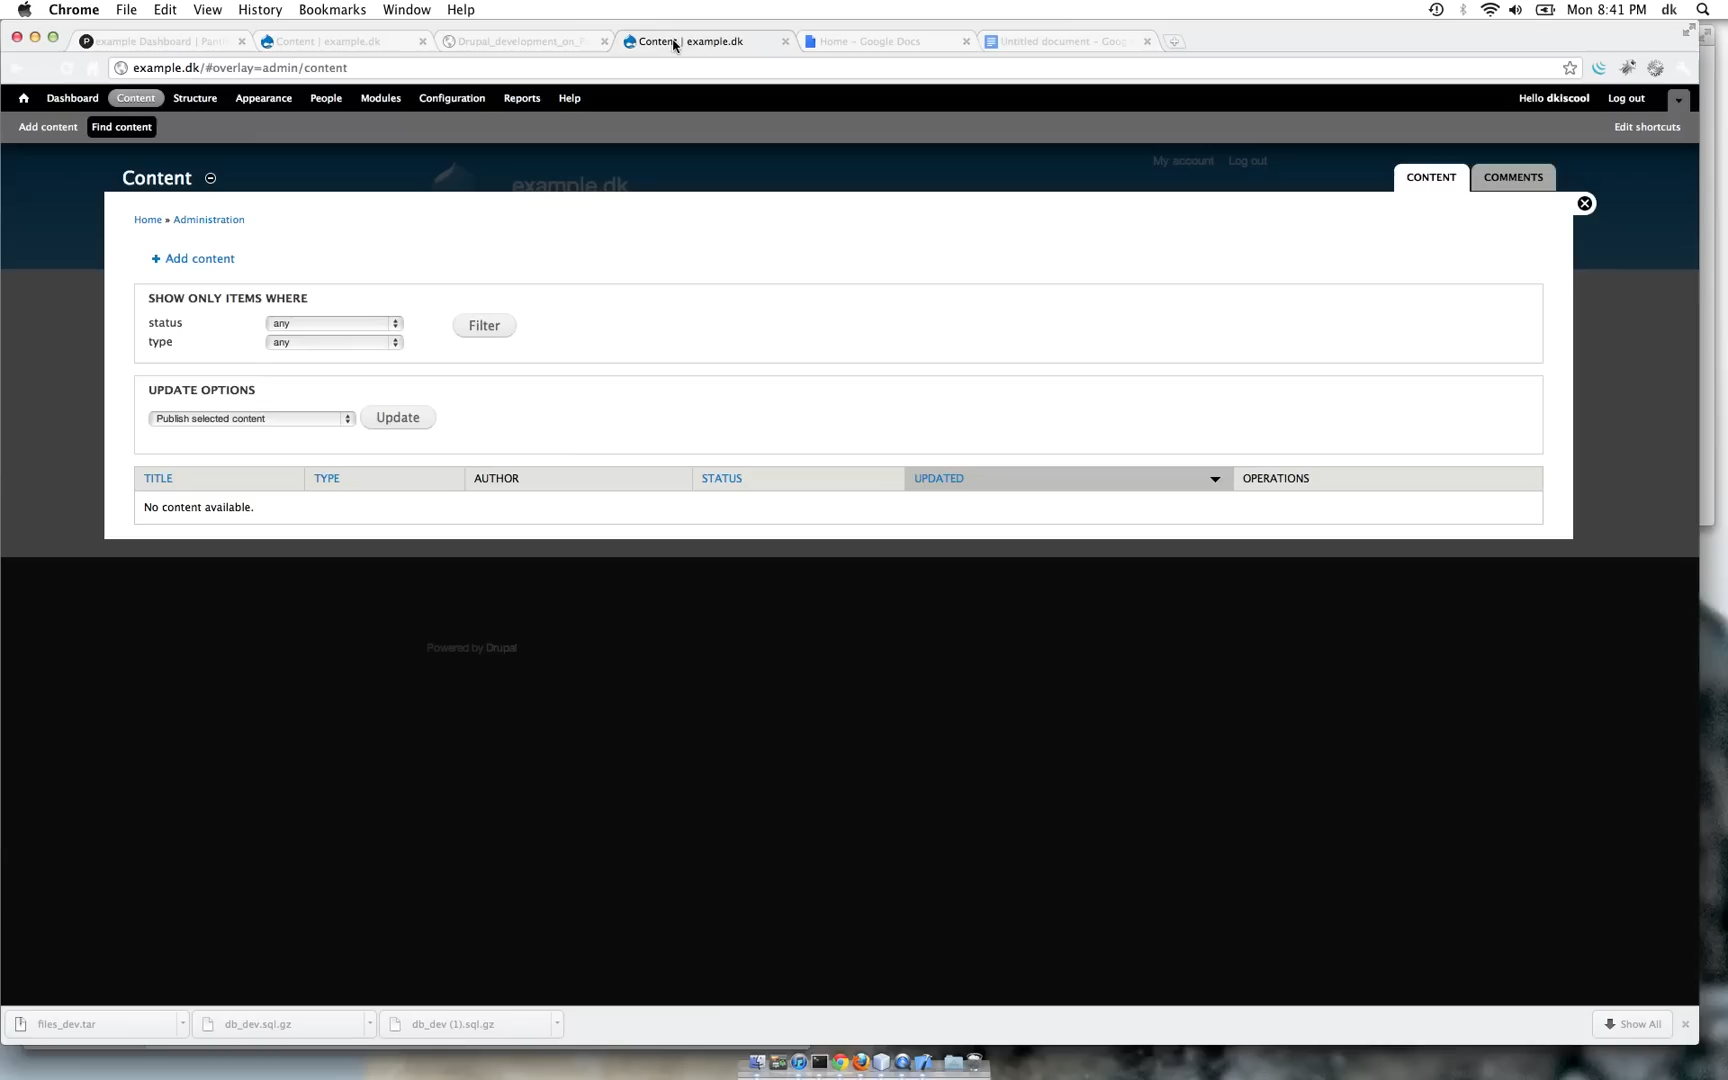 Chrome File Edit View History Bookmarks Window Help Mon 8:41 PM dk
example Dashboard | Panth Content | example.dk Drupal_development_on_P Content | example.dk Home – Google Docs Untitled document – Goog
example.dk/#overlay=admin/content
Dashboard Content Structure Appearance People Modules Configuration Reports Help Hello dkiscool Log out
Add content Find content Edit shortcuts
My account Log out
Content example.dk CONTENT COMMENTS
Home » Administration
+ Add content
SHOW ONLY ITEMS WHERE
status any Filter
type any
UPDATE OPTIONS
Publish selected content Update
TITLE TYPE AUTHOR STATUS UPDATED OPERATIONS
No content available.
Powered by Drupal
files_dev.tar db_dev.sql.gz db_dev (1).sql.gz Show All